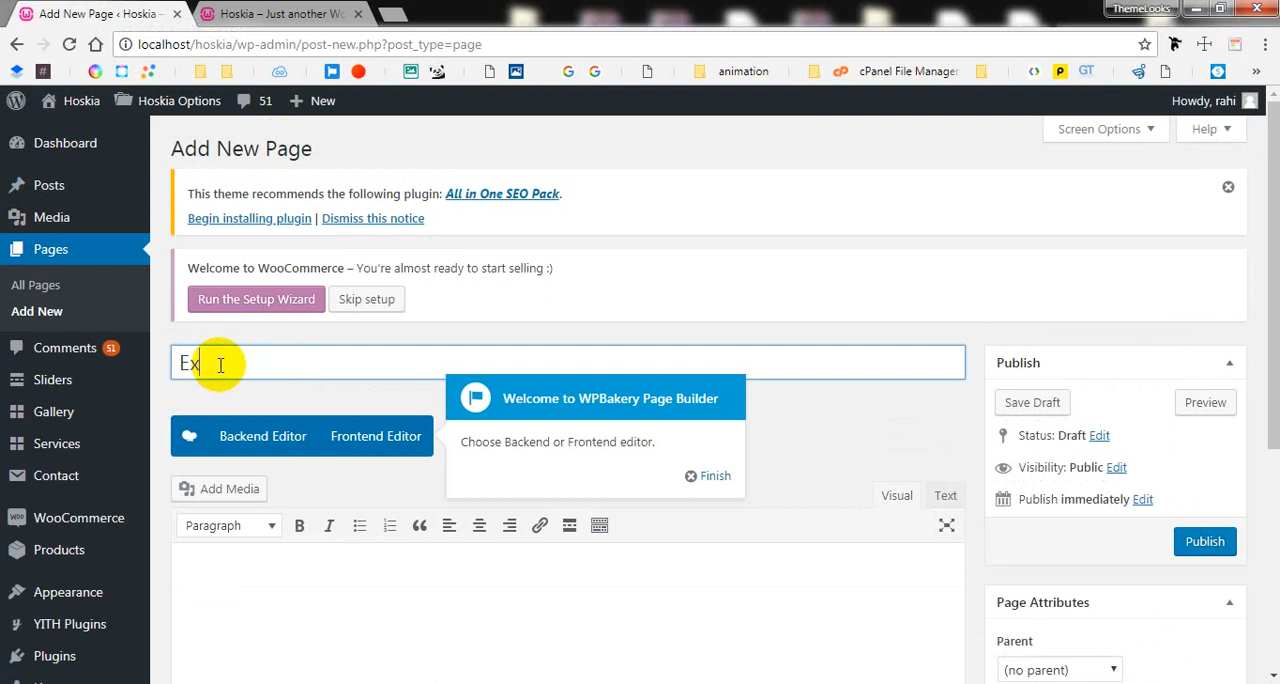 ThemeLooks
Add New Page ‹ Hoskia –
Hoskia – Just another Wo
localhost/hoskia/wp-admin/post-new.php?post_type=page
animation
cPanel File Manager
GT
Hoskia
Hoskia Options
51
New
Howdy, rahi
Dashboard
Posts
Media
Pages
All Pages
Add New
Comments 51
Sliders
Gallery
Services
Contact
WooCommerce
Products
Appearance
YITH Plugins
Plugins
Add New Page
Screen Options
Help
This theme recommends the following plugin: All in One SEO Pack.
Begin installing plugin | Dismiss this notice
Welcome to WooCommerce – You're almost ready to start selling :)
Run the Setup Wizard
Skip setup
Ex
Welcome to WPBakery Page Builder
Choose Backend or Frontend editor.
Finish
Backend Editor
Frontend Editor
Add Media
Visual
Text
Paragraph
Publish
Save Draft
Preview
Status: Draft Edit
Visibility: Public Edit
Publish immediately Edit
Publish
Page Attributes
Parent
(no parent)